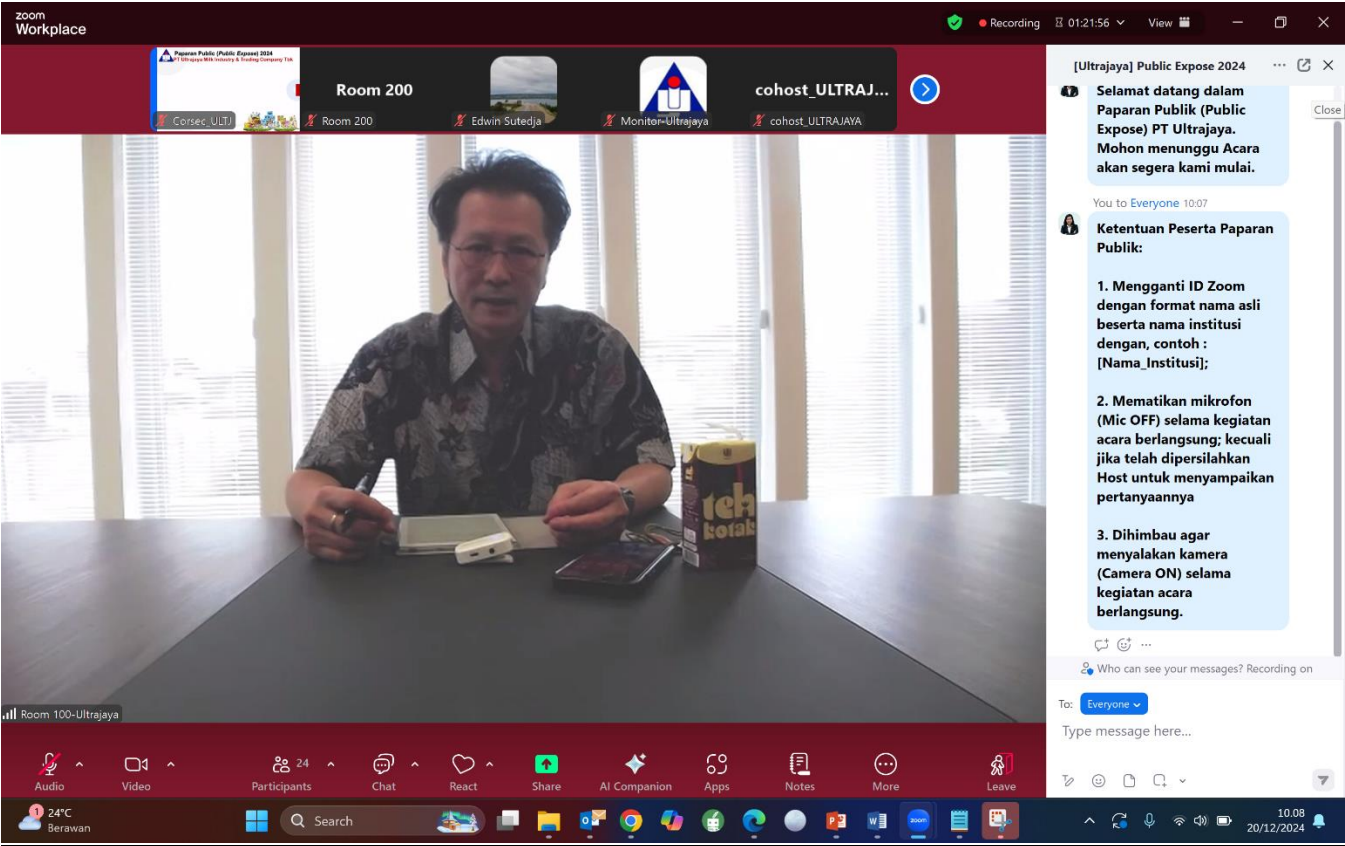 zoom
Workplace
Recording
01:21:56
View
Paparan Public (Public Expose) 2024
PT Ultrajaya Milk Industry & Trading Company Tbk
Corsec_ULTJ
Room 200
Room 200
Edwin Sutedja
Monitor-Ultrajaya
cohost_ULTRAJ...
cohost_ULTRAJAYA
teh
kotak
Room 100-Ultrajaya
[Ultrajaya] Public Expose 2024
Close
Selamat datang dalam
Paparan Publik (Public
Expose) PT Ultrajaya.
Mohon menunggu Acara
akan segera kami mulai.
You to Everyone 10:07
Ketentuan Peserta Paparan
Publik:
1. Mengganti ID Zoom
dengan format nama asli
beserta nama institusi
dengan, contoh :
[Nama_Institusi];
2. Mematikan mikrofon
(Mic OFF) selama kegiatan
acara berlangsung; kecuali
jika telah dipersilahkan
Host untuk menyampaikan
pertanyaannya
3. Dihimbau agar
menyalakan kamera
(Camera ON) selama
kegiatan acara
berlangsung.
Who can see your messages? Recording on
To: Everyone
Type message here...
Audio
Video
24
Participants
Chat
React
Share
AI Companion
Apps
Notes
More
Leave
1
24°C
Berawan
Search
zoom
10.08
20/12/2024